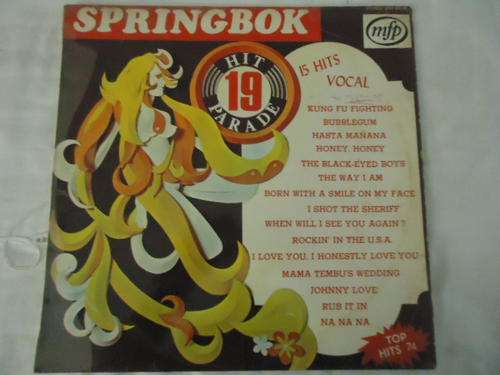 SPRINGBOK
mfp
HIT
19
PARADE
15 HITS
VOCAL
KUNG FU FIGHTING
BUBBLEGUM
HASTA MAÑANA
HONEY, HONEY
THE BLACK-EYED BOYS
THE WAY I AM
BORN WITH A SMILE ON MY FACE
I SHOT THE SHERIFF
WHEN WILL I SEE YOU AGAIN?
ROCKIN' IN THE U.S.A.
I LOVE YOU, I HONESTLY LOVE YOU
MAMA TEMBU'S WEDDING
JOHNNY LOVE
RUB IT IN
NA NA NA
TOP
HITS 74